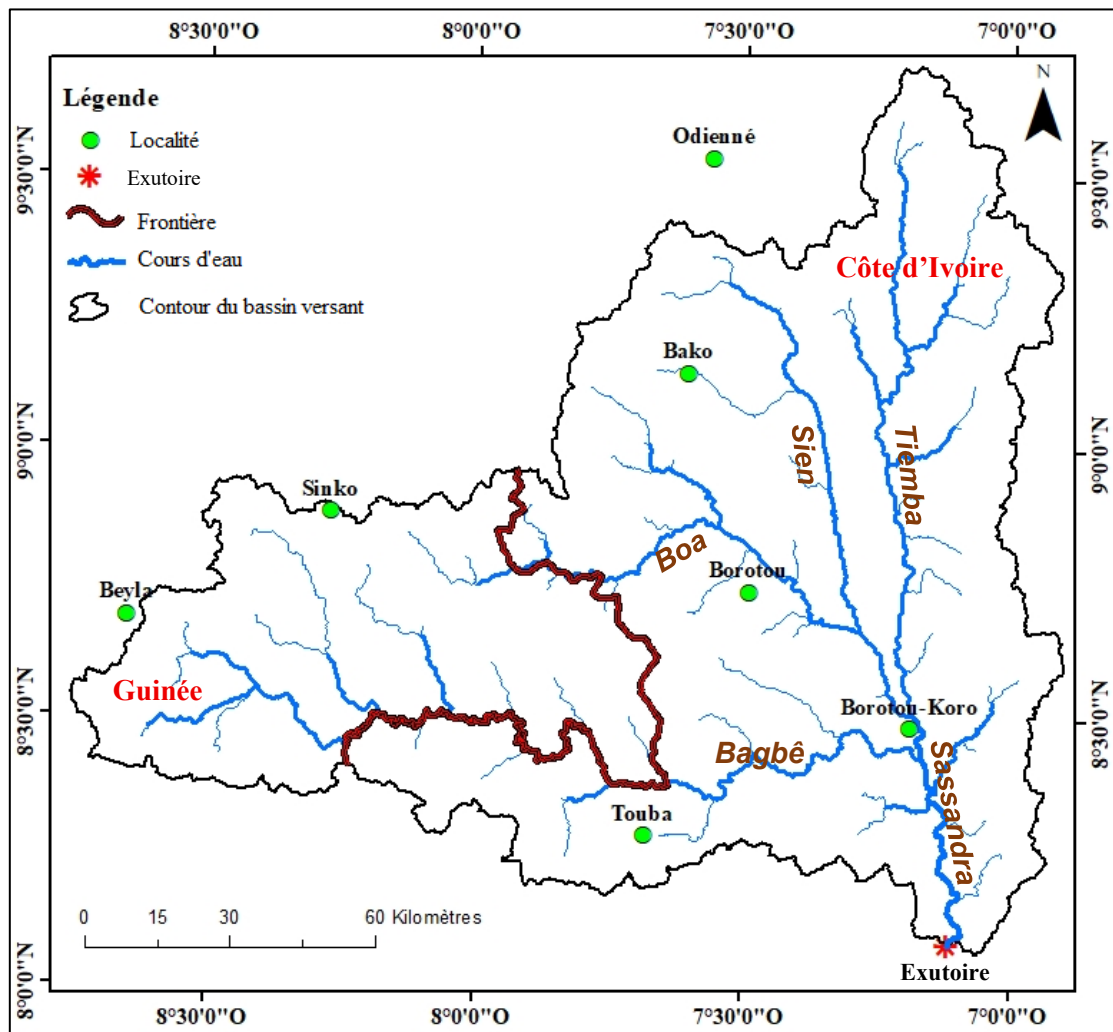 8°30'0"O 8°0'0"O 7°30'0"O 7°0'0"O
N
Légende
Localité
Exutoire
Frontière
Cours d'eau
Contour du bassin versant
9°30'0"N
9°30'0"N
Odienné
Côte d'Ivoire
Bako
Sien
Tiemba
9°0'0"N
9°0'0"N
Sinko
Boa
Borotou
Beyla
Guinée
8°30'0"N
8°30'0"N
Borotou-Koro
Bagbê
Sassandra
Touba
0 15 30 60 Kilomètres
Exutoire
8°0'0"N
8°0'0"N
8°30'0"O 8°0'0"O 7°30'0"O 7°0'0"O